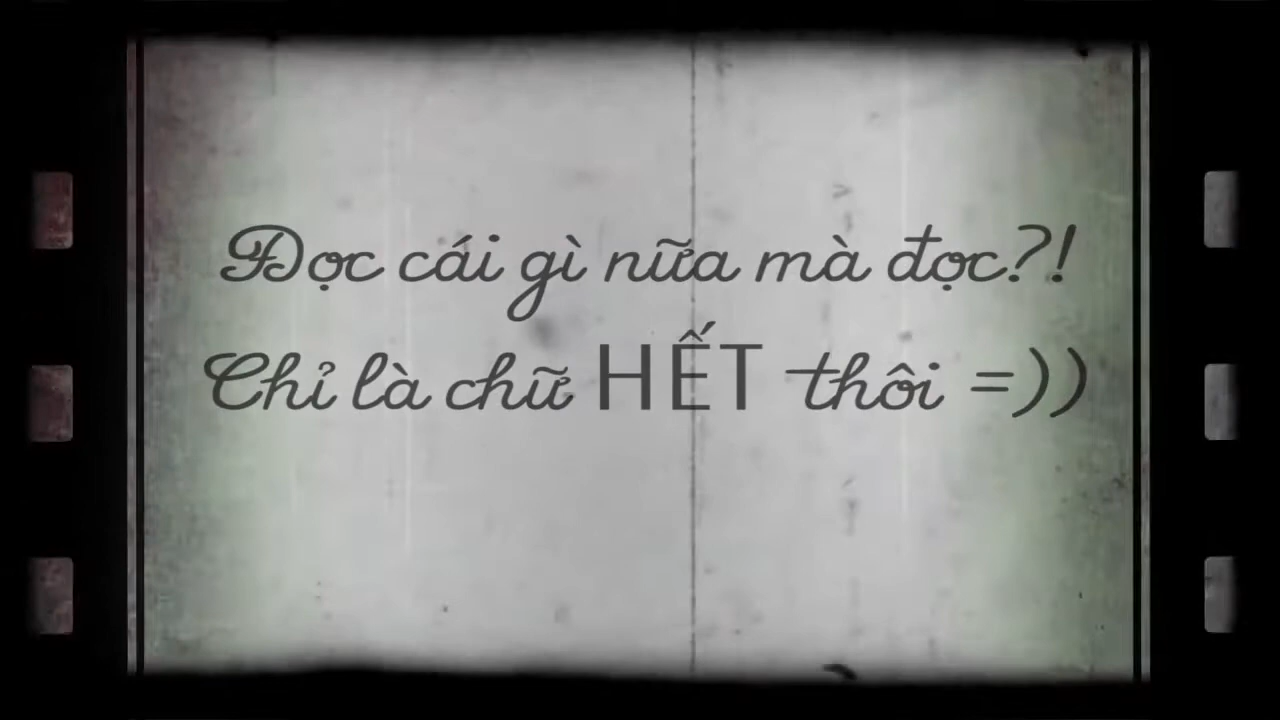 Đọc cái gì nữa mà đọc?!
Chỉ là chữ HẾT thôi =))